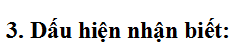 3. Dấu hiện nhận biết: